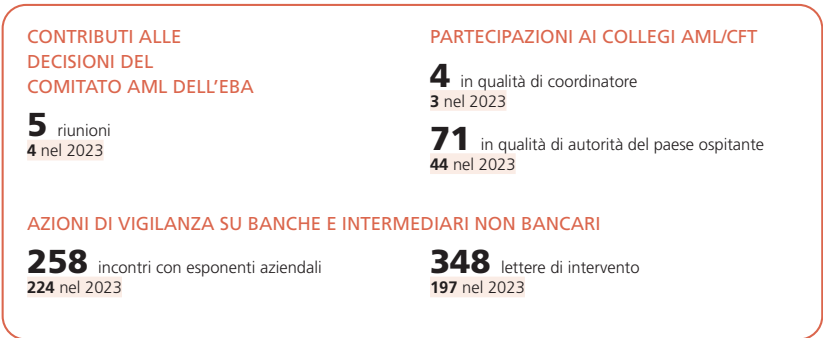 CONTRIBUTI ALLE
DECISIONI DEL
COMITATO AML DELL'EBA
5 riunioni
4 nel 2023
PARTECIPAZIONI AI COLLEGI AML/CFT
4 in qualità di coordinatore
3 nel 2023
71 in qualità di autorità del paese ospitante
44 nel 2023
AZIONI DI VIGILANZA SU BANCHE E INTERMEDIARI NON BANCARI
258 incontri con esponenti aziendali
224 nel 2023
348 lettere di intervento
197 nel 2023